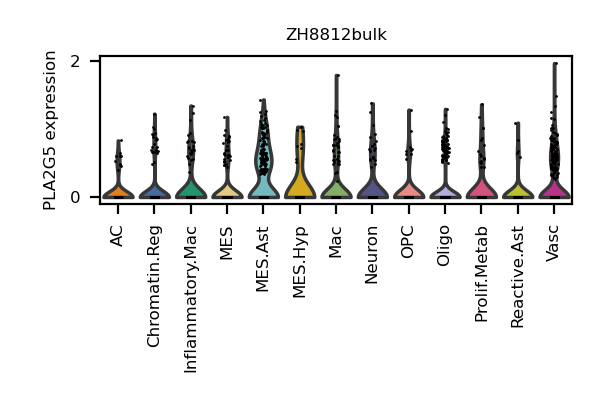 ZH8812bulk
PLA2G5 expression
2
0
AC
Chromatin.Reg
Inflammatory.Mac
MES
MES.Ast
MES.Hyp
Mac
Neuron
OPC
Oligo
Prolif.Metab
Reactive.Ast
Vasc